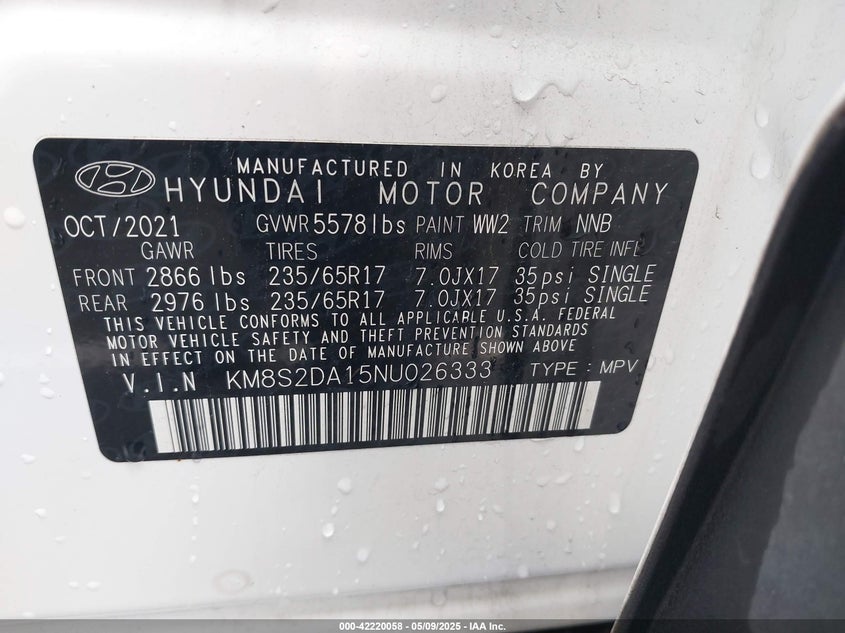 MANUFACTURED IN KOREA BY
HYUNDAI MOTOR COMPANY
OCT/2021 GVWR 5578lbs PAINT WW2 TRIM NNB
GAWR TIRES RIMS COLD TIRE INFL
FRONT 2866 lbs 235/65R17 7.0JX17 35psi SINGLE
REAR 2976 lbs 235/65R17 7.0JX17 35psi SINGLE
THIS VEHICLE CONFORMS TO ALL APPLICABLE U.S.A. FEDERAL
MOTOR VEHICLE SAFETY AND THEFT PREVENTION STANDARDS
IN EFFECT ON THE DATE OF MANUFACTURE SHOWN ABOVE
V.I.N KM8S2DA15NU026333 TYPE : MPV
000-42220058 - 05/09/2025 - IAA Inc.